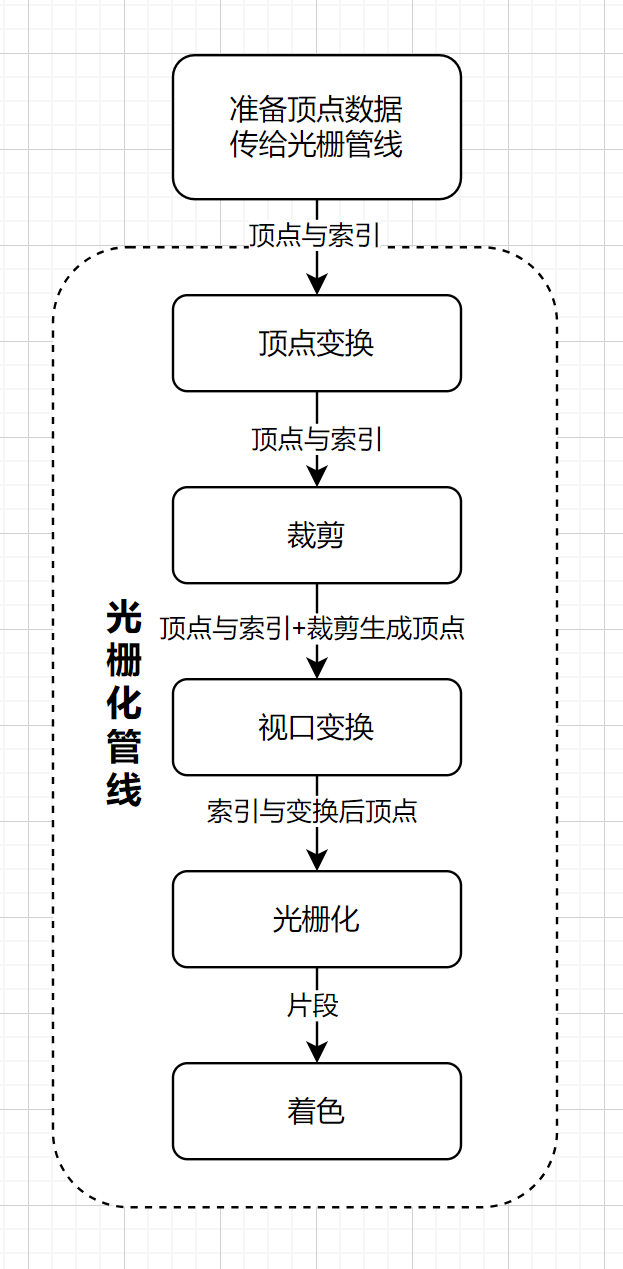 准备顶点数据
传给光栅管线
顶点与索引
顶点变换
顶点与索引
裁剪
顶点与索引+裁剪生成顶点
视口变换
索引与变换后顶点
光栅化
片段
着色
光栅化管线